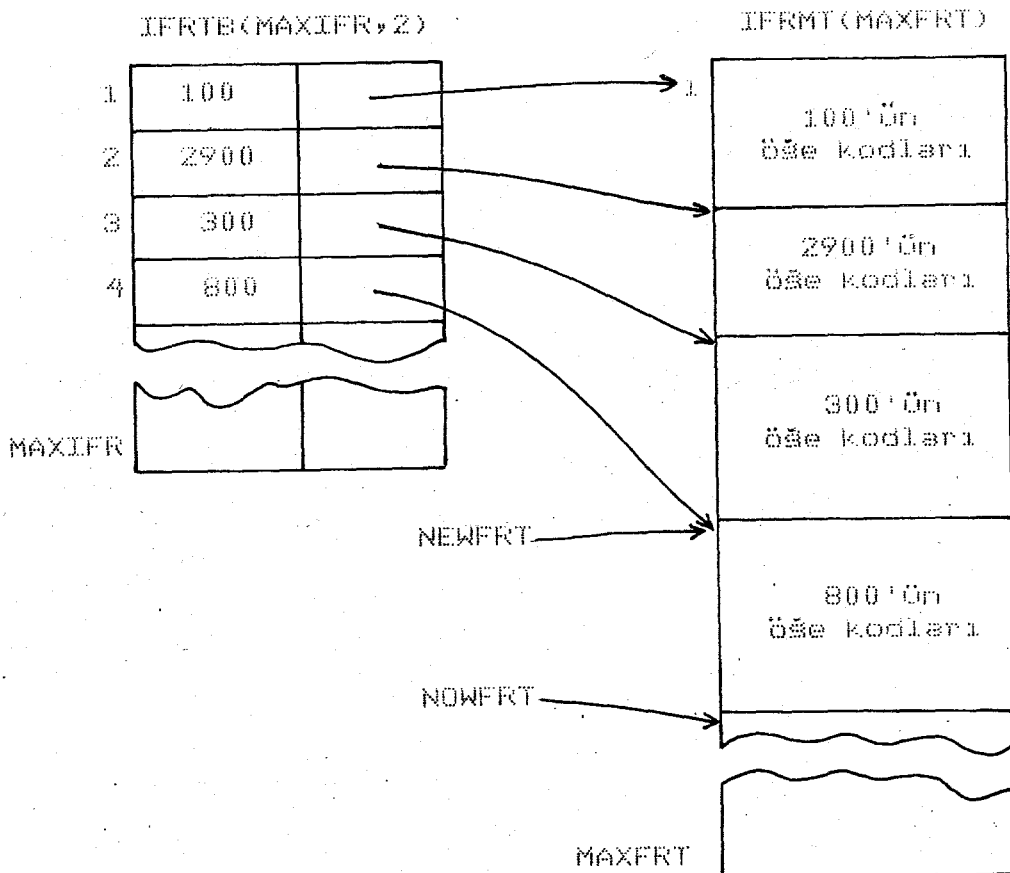 IFRTB(MAXIFR,2)
1 100
2 2900
3 300
4 800
MAXIFR
IFRMT(MAXFRT)
1
100'Ün
öğe kodları
2900'Ün
öğe kodları
300'Ün
öğe kodları
NEWFRT
800'Ün
öğe kodları
NOWFRT
MAXFRT